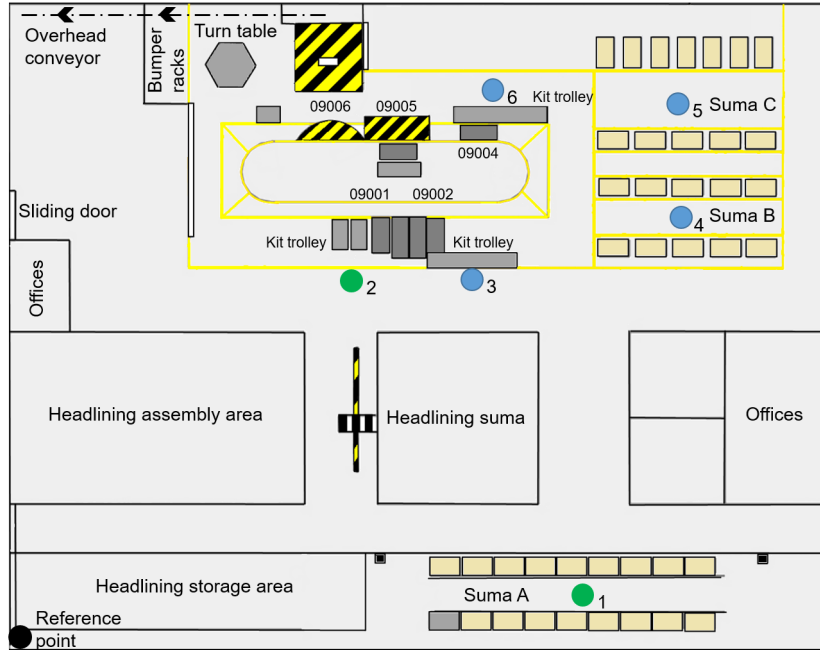 Overhead
conveyor
Bumper
racks
Turn table
09006
09005
6
Kit trolley
5
Suma C
09004
09001
09002
Sliding door
4
Suma B
Kit trolley
Kit trolley
Offices
2
3
Headlining assembly area
Headlining suma
Offices
Headlining storage area
Suma A
1
Reference
point